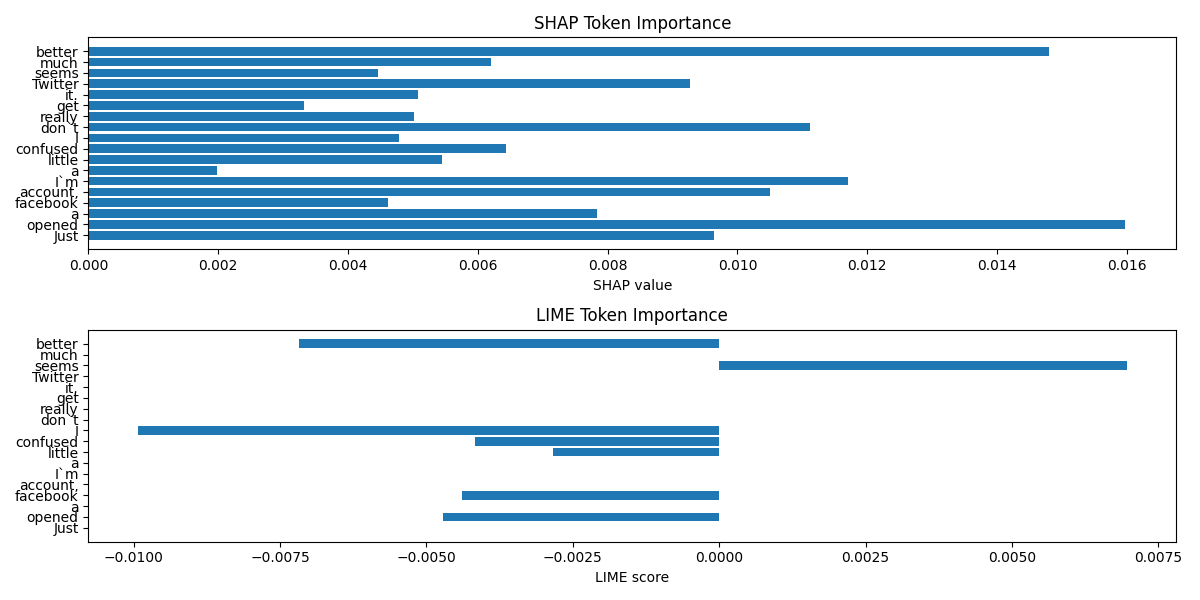 SHAP Token Importance
better
much
seems
Twitter
it.
get
really
don`t
I
confused
little
a
I`m
account,
facebook
a
opened
Just
0.000 0.002 0.004 0.006 0.008 0.010 0.012 0.014 0.016
SHAP value
LIME Token Importance
better
much
seems
Twitter
it.
get
really
don`t
I
confused
little
a
I`m
account,
facebook
a
opened
Just
−0.0100 −0.0075 −0.0050 −0.0025 0.0000 0.0025 0.0050 0.0075
LIME score